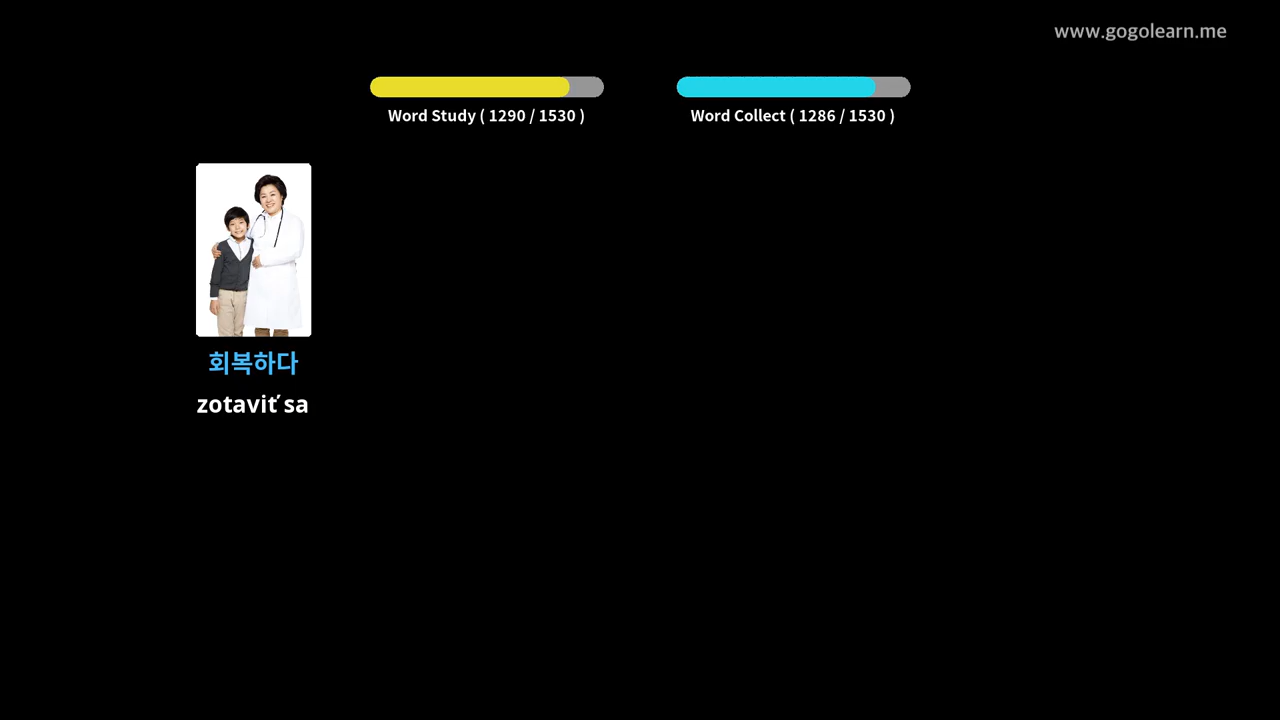 www.gogolearn.me
Word Study ( 1290 / 1530 )
Word Collect ( 1286 / 1530 )
회복하다
zotaviť sa